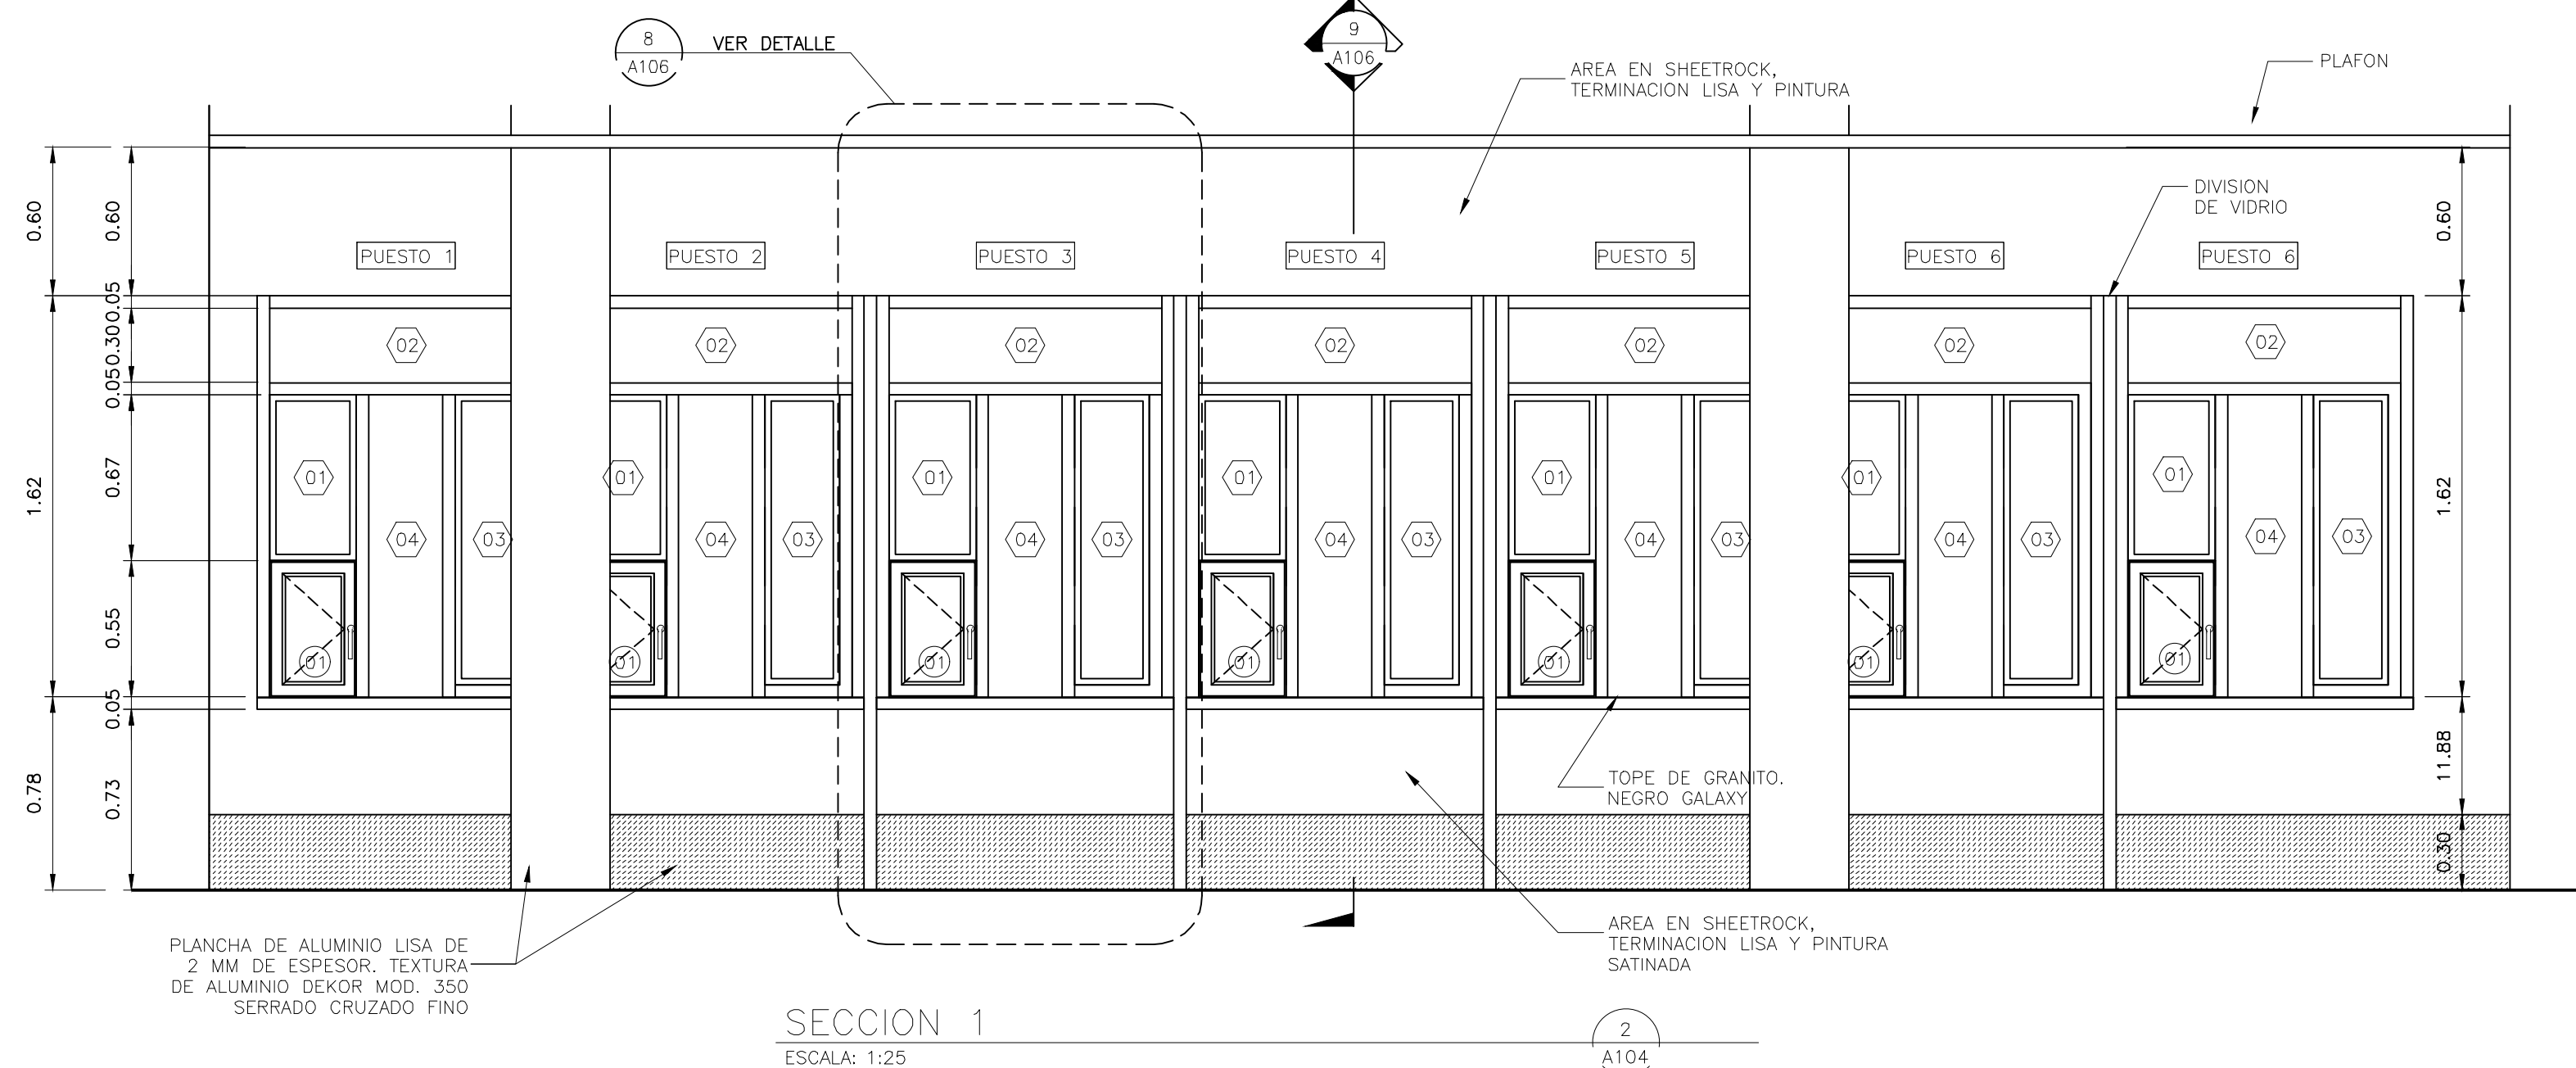 8
A106
VER DETALLE
9
A106
AREA EN SHEETROCK,
TERMINACION LISA Y PINTURA
PLAFON
DIVISION
DE VIDRIO
0.60
0.60
0.60
PUESTO 1
PUESTO 2
PUESTO 3
PUESTO 4
PUESTO 5
PUESTO 6
PUESTO 6
0.05
0.30
0.05
02
02
02
02
02
02
02
1.62
0.67
1.62
01
01
01
01
01
01
01
04
03
04
03
04
03
04
03
04
03
04
03
04
03
0.55
01
01
01
01
01
01
01
0.05
0.78
0.73
11.88
0.30
TOPE DE GRANITO.
NEGRO GALAXY
AREA EN SHEETROCK,
TERMINACION LISA Y PINTURA
SATINADA
PLANCHA DE ALUMINIO LISA DE
2 MM DE ESPESOR. TEXTURA
DE ALUMINIO DEKOR MOD. 350
SERRADO CRUZADO FINO
SECCION 1
ESCALA: 1:25
2
A104